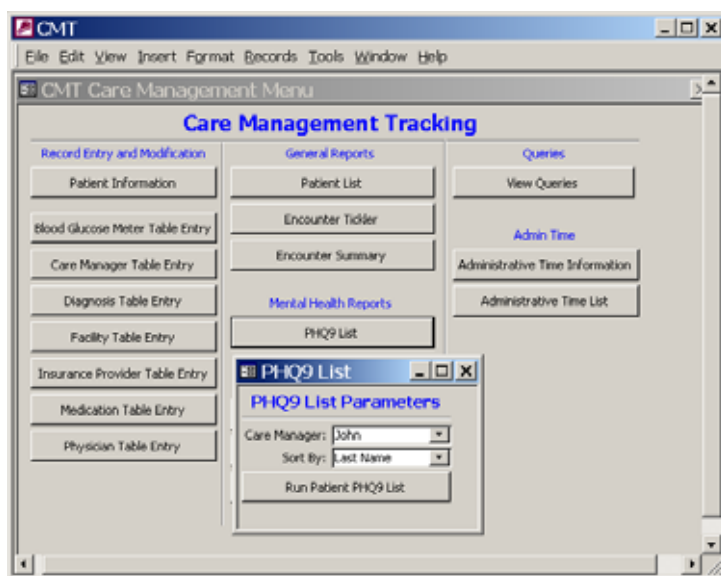 CMT
File Edit View Insert Format Records Tools Window Help
CMT Care Management Menu
Care Management Tracking
Record Entry and Modification
Patient Information
Blood Glucose Meter Table Entry
Care Manager Table Entry
Diagnosis Table Entry
Facility Table Entry
Insurance Provider Table Entry
Medication Table Entry
Physician Table Entry
General Reports
Patient List
Encounter Tickler
Encounter Summary
Mental Health Reports
PHQ9 List
Queries
View Queries
Admin Time
Administrative Time Information
Administrative Time List
PHQ9 List
PHQ9 List Parameters
Care Manager: John
Sort By: Last Name
Run Patient PHQ9 List